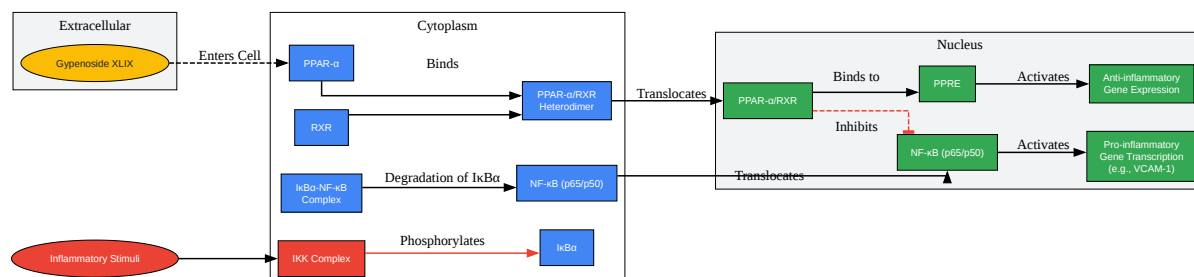 Extracellular
Gypenoside XLIX
Enters Cell
Cytoplasm
PPAR-α
Binds
RXR
PPAR-α/RXR
Heterodimer
Translocates
Nucleus
PPAR-α/RXR
Binds to
PPRE
Activates
Anti-inflammatory
Gene Expression
Inhibits
NF-κB (p65/p50)
Activates
Pro-inflammatory
Gene Transcription
(e.g., VCAM-1)
IκBα-NF-κB
Complex
Degradation of IκBα
NF-κB (p65/p50)
Translocates
Inflammatory Stimuli
IKK Complex
Phosphorylates
IκBα